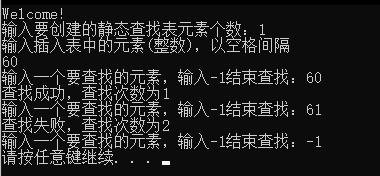 Welcome!
输入要创建的静态查找表元素个数：1
输入插入表中的元素(整数)，以空格间隔
60
输入一个要查找的元素，输入-1结束查找：60
查找成功，查找次数为1
输入一个要查找的元素，输入-1结束查找：61
查找失败，查找次数为2
输入一个要查找的元素，输入-1结束查找：-1
请按任意键继续. . .